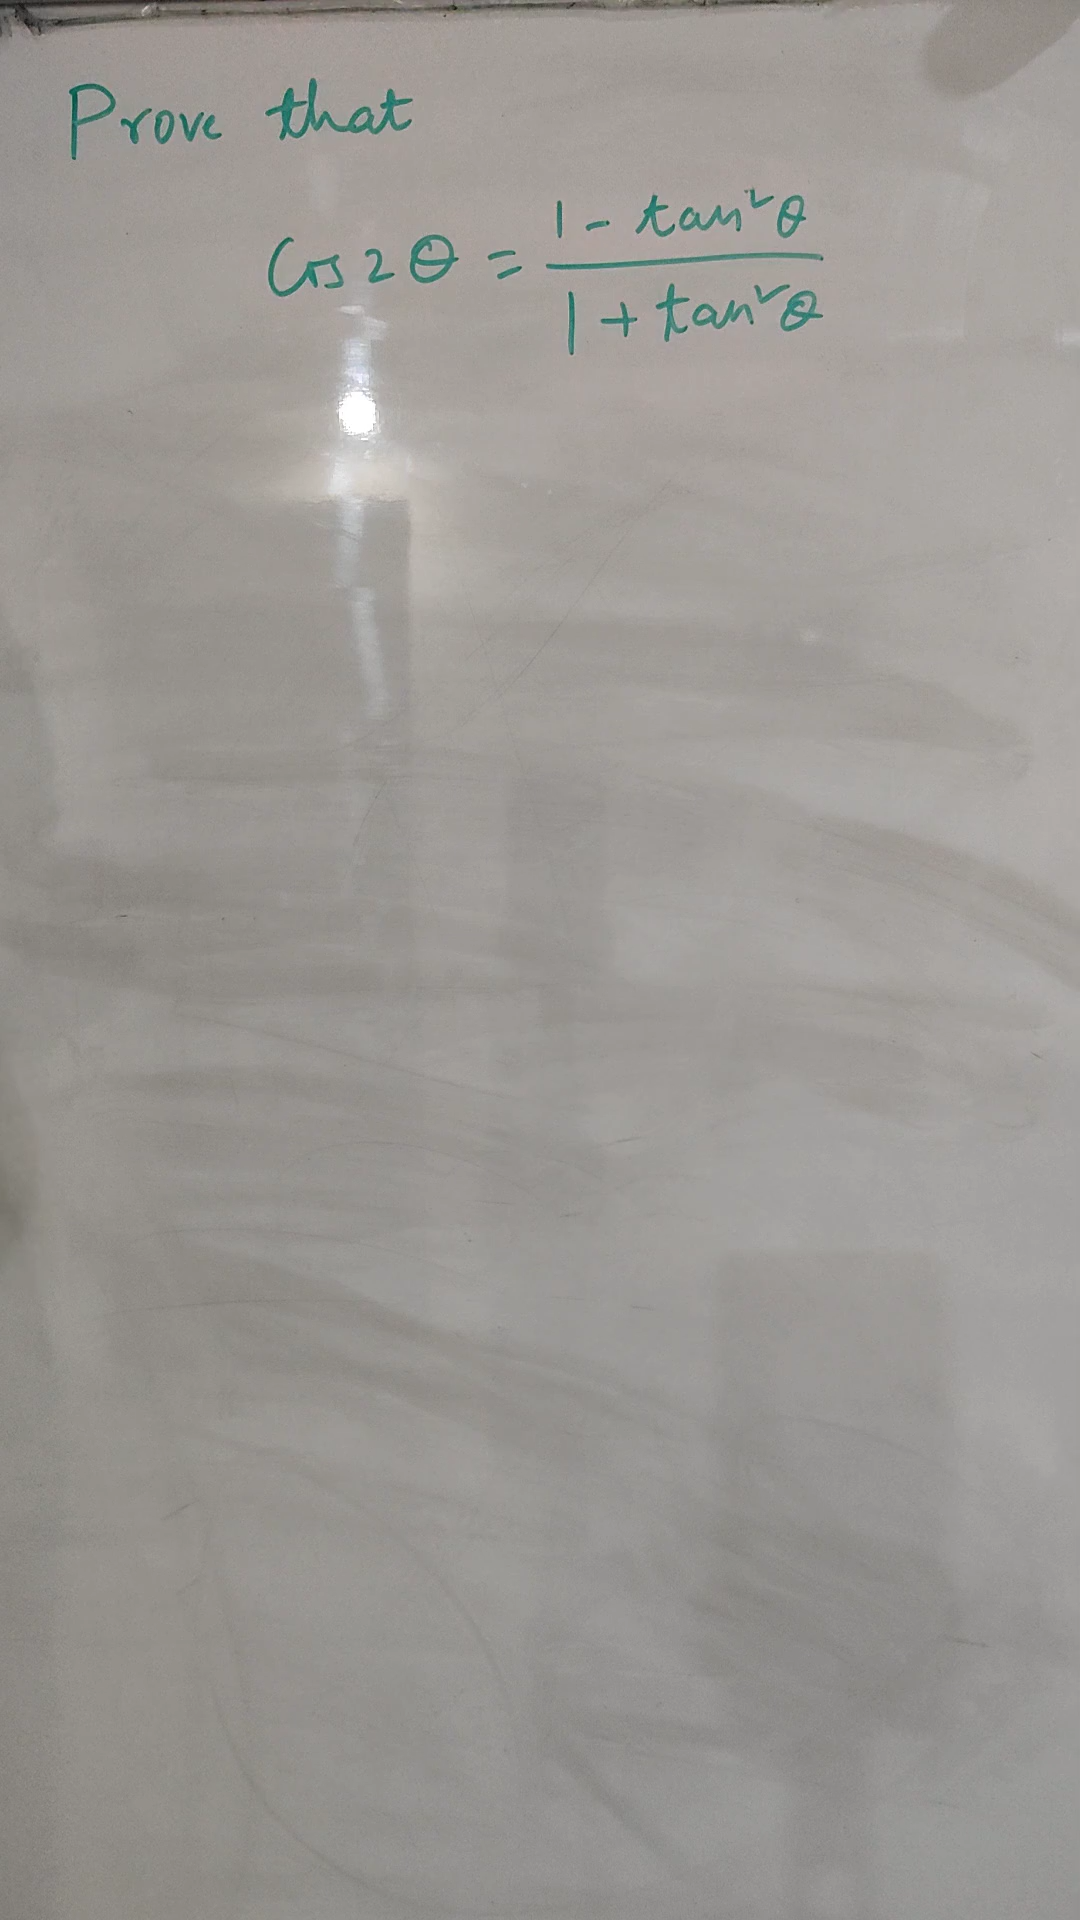 Prove that
Cos 2θ = (1 - tan²θ)/(1 + tan²θ)